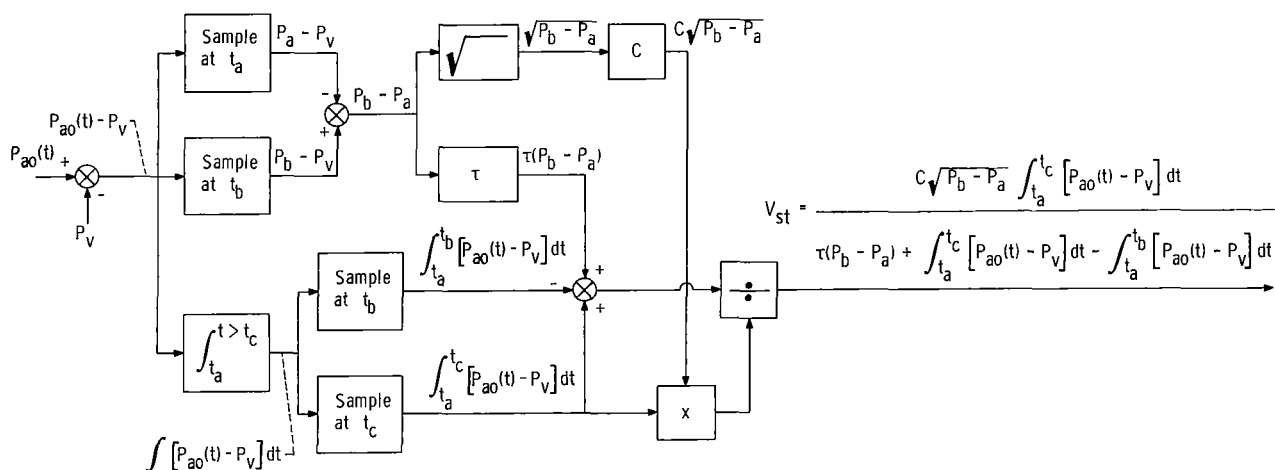 P_ao(t)
+
-
P_v
P_ao(t) - P_v
Sample
at t_a
P_a - P_v
Sample
at t_b
P_b - P_v
-
+
P_b - P_a
√
√(P_b - P_a)
C
C√(P_b - P_a)
τ
τ(P_b - P_a)
∫_{t_a}^{t > t_c}
∫ [P_ao(t) - P_v] dt
Sample
at t_b
∫_{t_a}^{t_b} [P_ao(t) - P_v] dt
Sample
at t_c
∫_{t_a}^{t_c} [P_ao(t) - P_v] dt
+
-
+
÷
x
C√(P_b - P_a) ∫_{t_a}^{t_c} [P_ao(t) - P_v] dt
V_st =
τ(P_b - P_a) + ∫_{t_a}^{t_c} [P_ao(t) - P_v] dt - ∫_{t_a}^{t_b} [P_ao(t) - P_v] dt